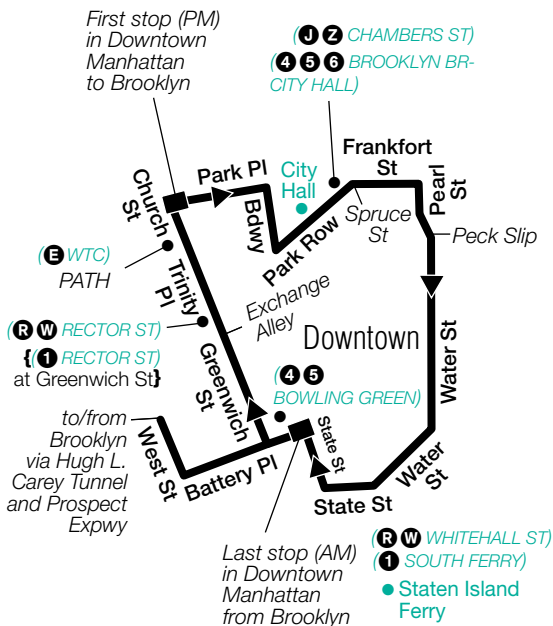 First stop (PM)
in Downtown
Manhattan
to Brooklyn
(J Z CHAMBERS ST)
(4 5 6 BROOKLYN BR-
CITY HALL)
Frankfort
St
Park Pl
City
Hall
Pearl
St
Church
St
Bdwy
Park Row
Spruce
St
Peck Slip
(E WTC)
PATH
Trinity
Pl
Exchange
Alley
(R W RECTOR ST)
{(1 RECTOR ST)
at Greenwich St}
Downtown
Water St
Greenwich
St
(4 5
BOWLING GREEN)
to/from
Brooklyn
via Hugh L.
Carey Tunnel
and Prospect
Expwy
West St
Battery Pl
State St
State St
Water
St
Last stop (AM)
in Downtown
Manhattan
from Brooklyn
(R W WHITEHALL ST)
(1 SOUTH FERRY)
Staten Island
Ferry